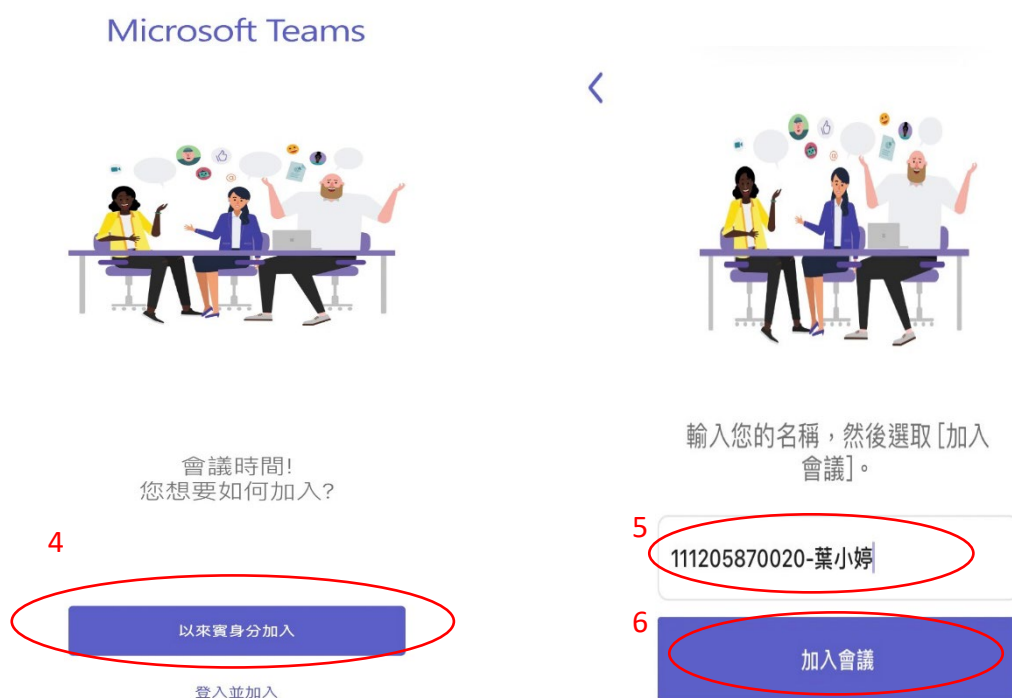 Microsoft Teams
會議時間!
您想要如何加入?
4
以來賓身分加入
登入並加入
輸入您的名稱，然後選取 [加入
會議]。
5
111205870020-葉小婷
6
加入會議